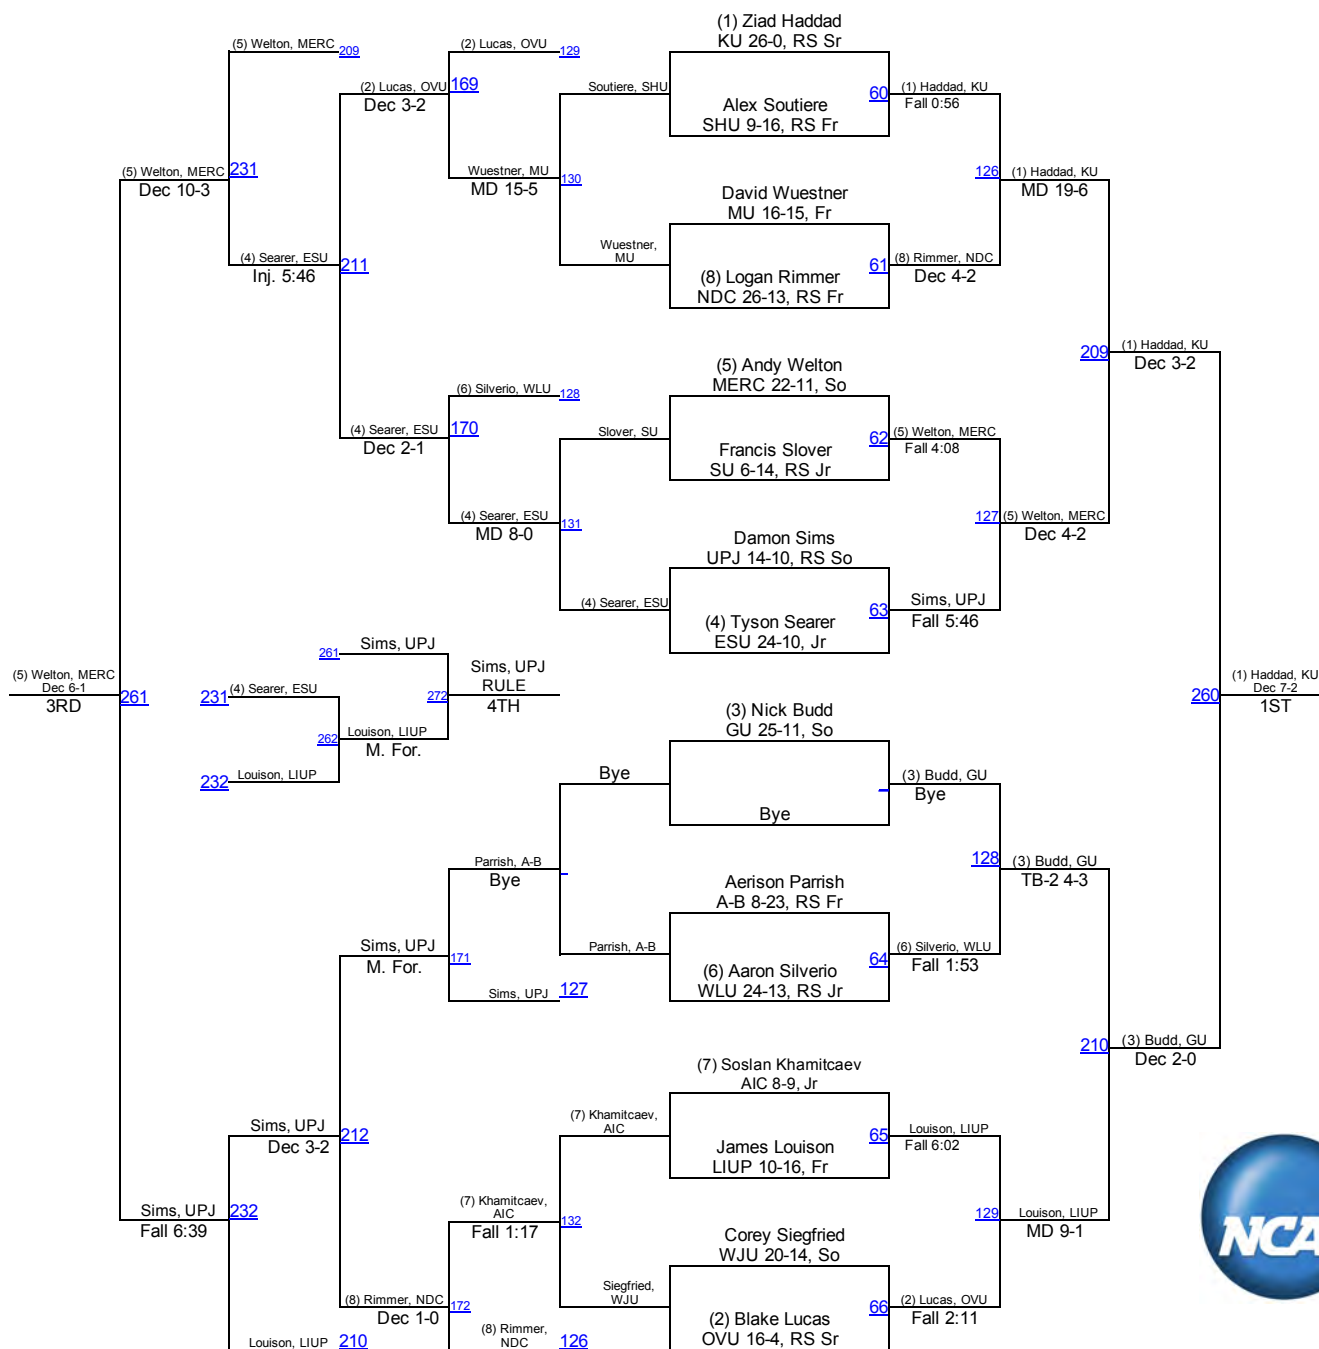 (1) Ziad Haddad
KU 26-0, RS Sr
(5) Welton, MERC 209
(2) Lucas, OVU 129
(2) Lucas, OVU 169
Dec 3-2
Soutiere, SHU
Alex Soutiere
SHU 9-16, RS Fr
60 (1) Haddad, KU
Fall 0:56
(5) Welton, MERC 231
Dec 10-3
Wuestner, MU 130
MD 15-5
126 (1) Haddad, KU
MD 19-6
David Wuestner
MU 16-15, Fr
(4) Searer, ESU 211
Inj. 5:46
Wuestner,
MU
(8) Logan Rimmer
NDC 26-13, RS Fr
61 (8) Rimmer, NDC
Dec 4-2
209 (1) Haddad, KU
Dec 3-2
(5) Andy Welton
MERC 22-11, So
(6) Silverio, WLU 128
(4) Searer, ESU 170
Dec 2-1
Slover, SU
Francis Slover
SU 6-14, RS Jr
62 (5) Welton, MERC
Fall 4:08
(4) Searer, ESU 131
MD 8-0
127 (5) Welton, MERC
Dec 4-2
Damon Sims
UPJ 14-10, RS So
(4) Searer, ESU
(4) Tyson Searer
ESU 24-10, Jr
63 Sims, UPJ
Fall 5:46
261 Sims, UPJ
(5) Welton, MERC
Dec 6-1
3RD
261
231 (4) Searer, ESU
272 Sims, UPJ
RULE
4TH
260 (1) Haddad, KU
Dec 7-2
1ST
262 Louison, LIUP
M. For.
232 Louison, LIUP
(3) Nick Budd
GU 25-11, So
Bye
Bye
(3) Budd, GU
Bye
Parrish, A-B
Bye
128 (3) Budd, GU
TB-2 4-3
Aerison Parrish
A-B 8-23, RS Fr
Sims, UPJ 171
M. For.
Parrish, A-B
(6) Aaron Silverio
WLU 24-13, RS Jr
64 (6) Silverio, WLU
Fall 1:53
Sims, UPJ 127
210 (3) Budd, GU
Dec 2-0
(7) Soslan Khamitcaev
AIC 8-9, Jr
Sims, UPJ 212
Dec 3-2
(7) Khamitcaev,
AIC
James Louison
LIUP 10-16, Fr
65 Louison, LIUP
Fall 6:02
Sims, UPJ 232
Fall 6:39
(7) Khamitcaev,
AIC 132
Fall 1:17
129 Louison, LIUP
MD 9-1
Corey Siegfried
WJU 20-14, So
(8) Rimmer, NDC 172
Dec 1-0
Siegfried,
WJU
(2) Blake Lucas
OVU 16-4, RS Sr
66 (2) Lucas, OVU
Fall 2:11
Louison, LIUP 210
(8) Rimmer,
NDC 126